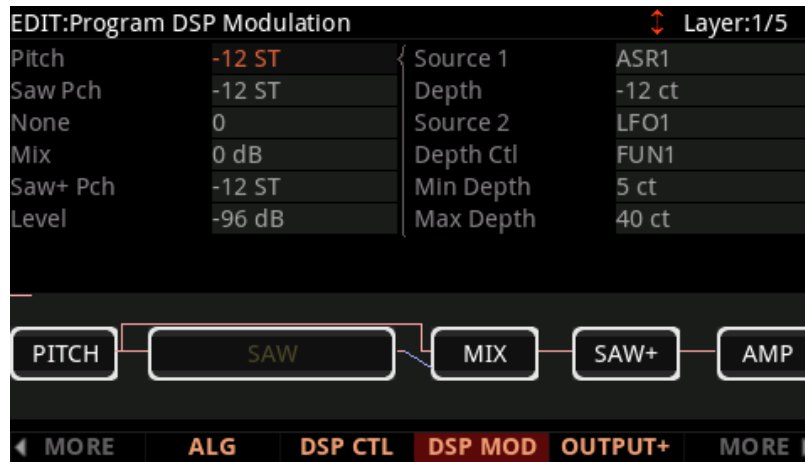 EDIT:Program DSP Modulation Layer:1/5
Pitch -12 ST Source 1 ASR1
Saw Pch -12 ST Depth -12 ct
None 0 Source 2 LFO1
Mix 0 dB Depth Ctl FUN1
Saw+ Pch -12 ST Min Depth 5 ct
Level -96 dB Max Depth 40 ct
PITCH SAW MIX SAW+ AMP
MORE ALG DSP CTL DSP MOD OUTPUT+ MORE